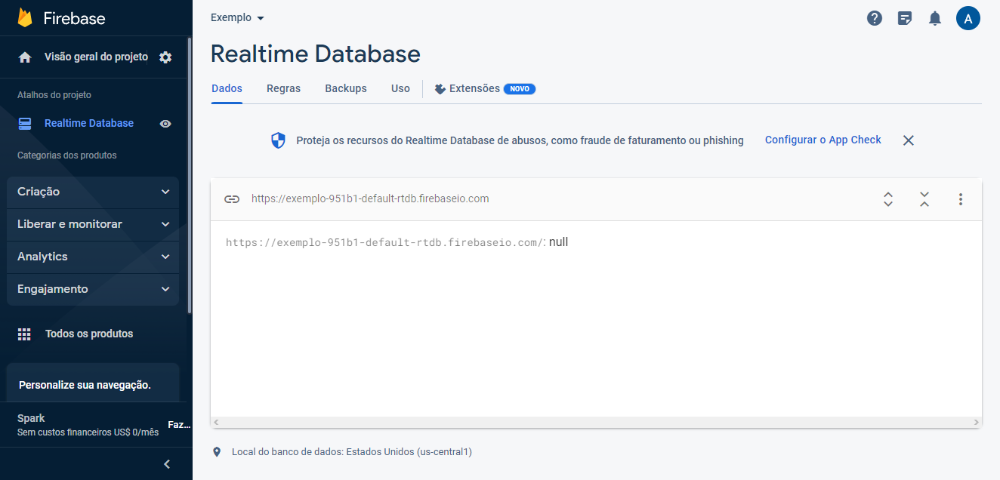 Firebase
Visão geral do projeto
Atalhos do projeto
Realtime Database
Categorias dos produtos
Criação
Liberar e monitorar
Analytics
Engajamento
Todos os produtos
Personalize sua navegação.
Spark
Sem custos financeiros US$ 0/mês
Faz...
Exemplo
A
Realtime Database
Dados Regras Backups Uso Extensões NOVO
Proteja os recursos do Realtime Database de abusos, como fraude de faturamento ou phishing Configurar o App Check
https://exemplo-951b1-default-rtdb.firebaseio.com
https://exemplo-951b1-default-rtdb.firebaseio.com/: null
Local do banco de dados: Estados Unidos (us-central1)